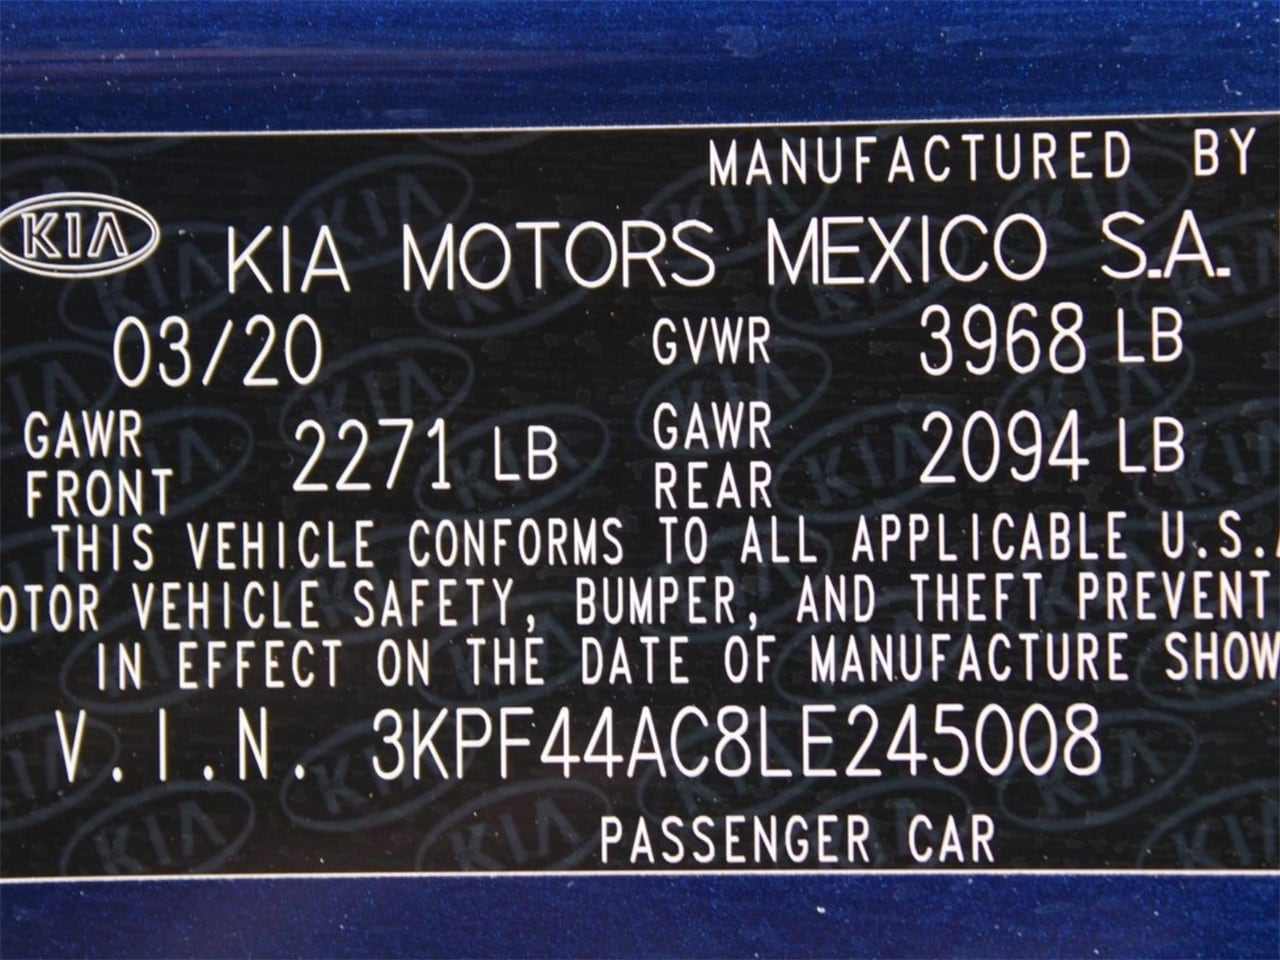 MANUFACTURED BY
KIA KIA MOTORS MEXICO S.A.
03/20 GVWR 3968 LB
GAWR FRONT 2271 LB GAWR REAR 2094 LB
THIS VEHICLE CONFORMS TO ALL APPLICABLE U.S.A
OTOR VEHICLE SAFETY, BUMPER, AND THEFT PREVENT
IN EFFECT ON THE DATE OF MANUFACTURE SHOW
V.I.N. 3KPF44AC8LE245008
PASSENGER CAR